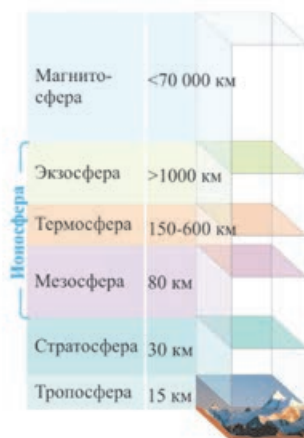 Магнито-
сфера
<70 000 км
Экзосфера
>1000 км
Термосфера
150-600 км
Мезосфера
80 км
Стратосфера
30 км
Тропосфера
15 км
Ионосфера